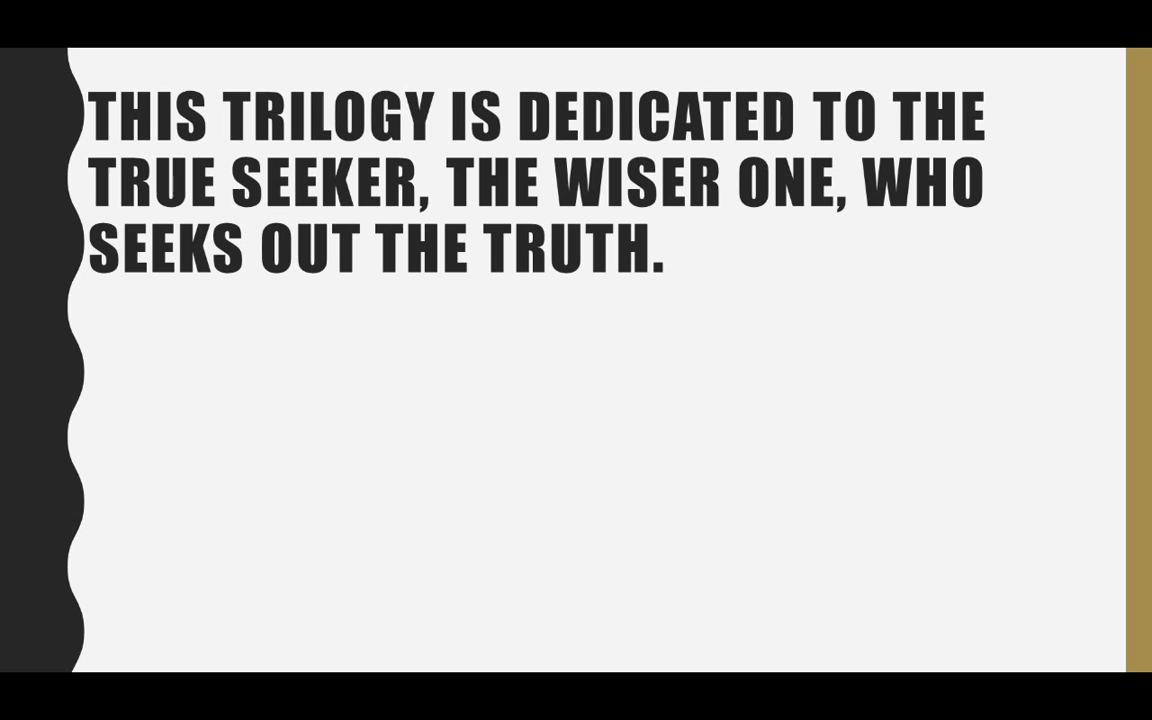 THIS TRILOGY IS DEDICATED TO THE
TRUE SEEKER, THE WISER ONE, WHO
SEEKS OUT THE TRUTH.